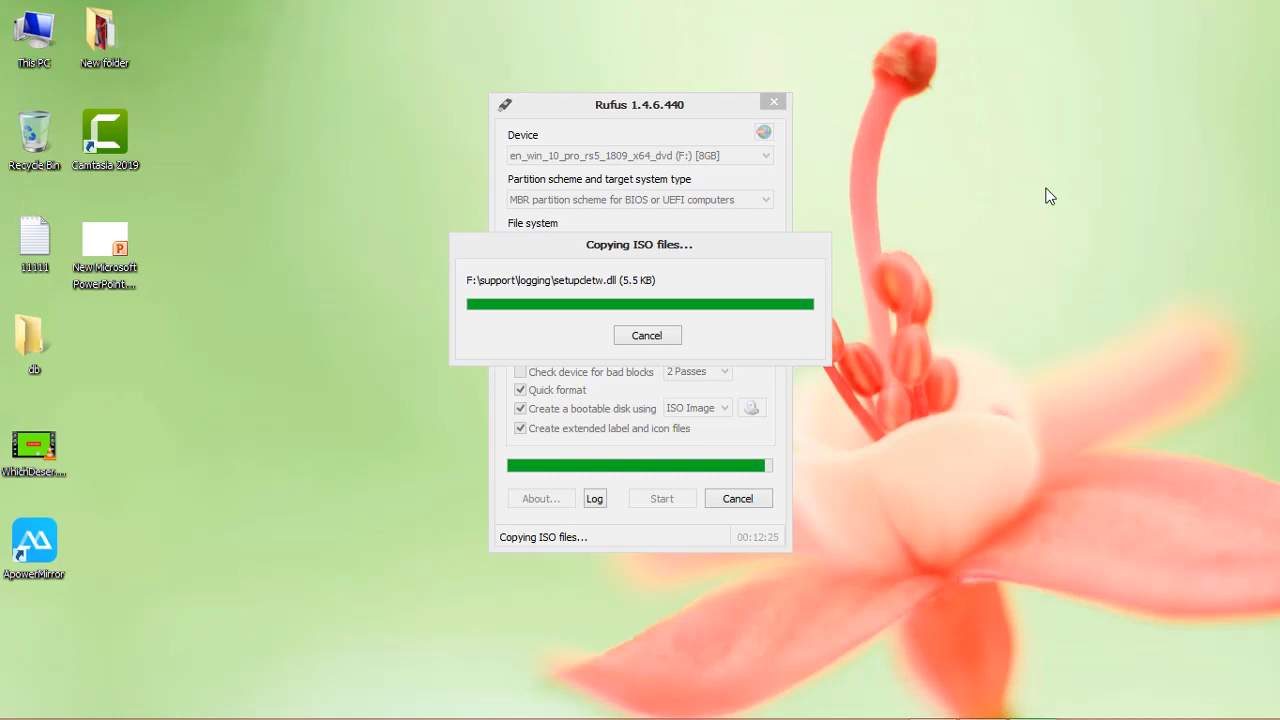 This PC
New folder
Recycle Bin
Camtasia 2019
11111
New Microsoft
PowerPoint....
db
WhichDeser....
ApowerMirror
Rufus 1.4.6.440
Device
en_win_10_pro_rs5_1809_x64_dvd (F:) [8GB]
Partition scheme and target system type
MBR partition scheme for BIOS or UEFI computers
File system
Copying ISO files...
F:\support\logging\setupcletw.dll (5.5 KB)
Cancel
Check device for bad blocks
2 Passes
Quick format
Create a bootable disk using
ISO Image
Create extended label and icon files
About...
Log
Start
Cancel
Copying ISO files...
00:12:25